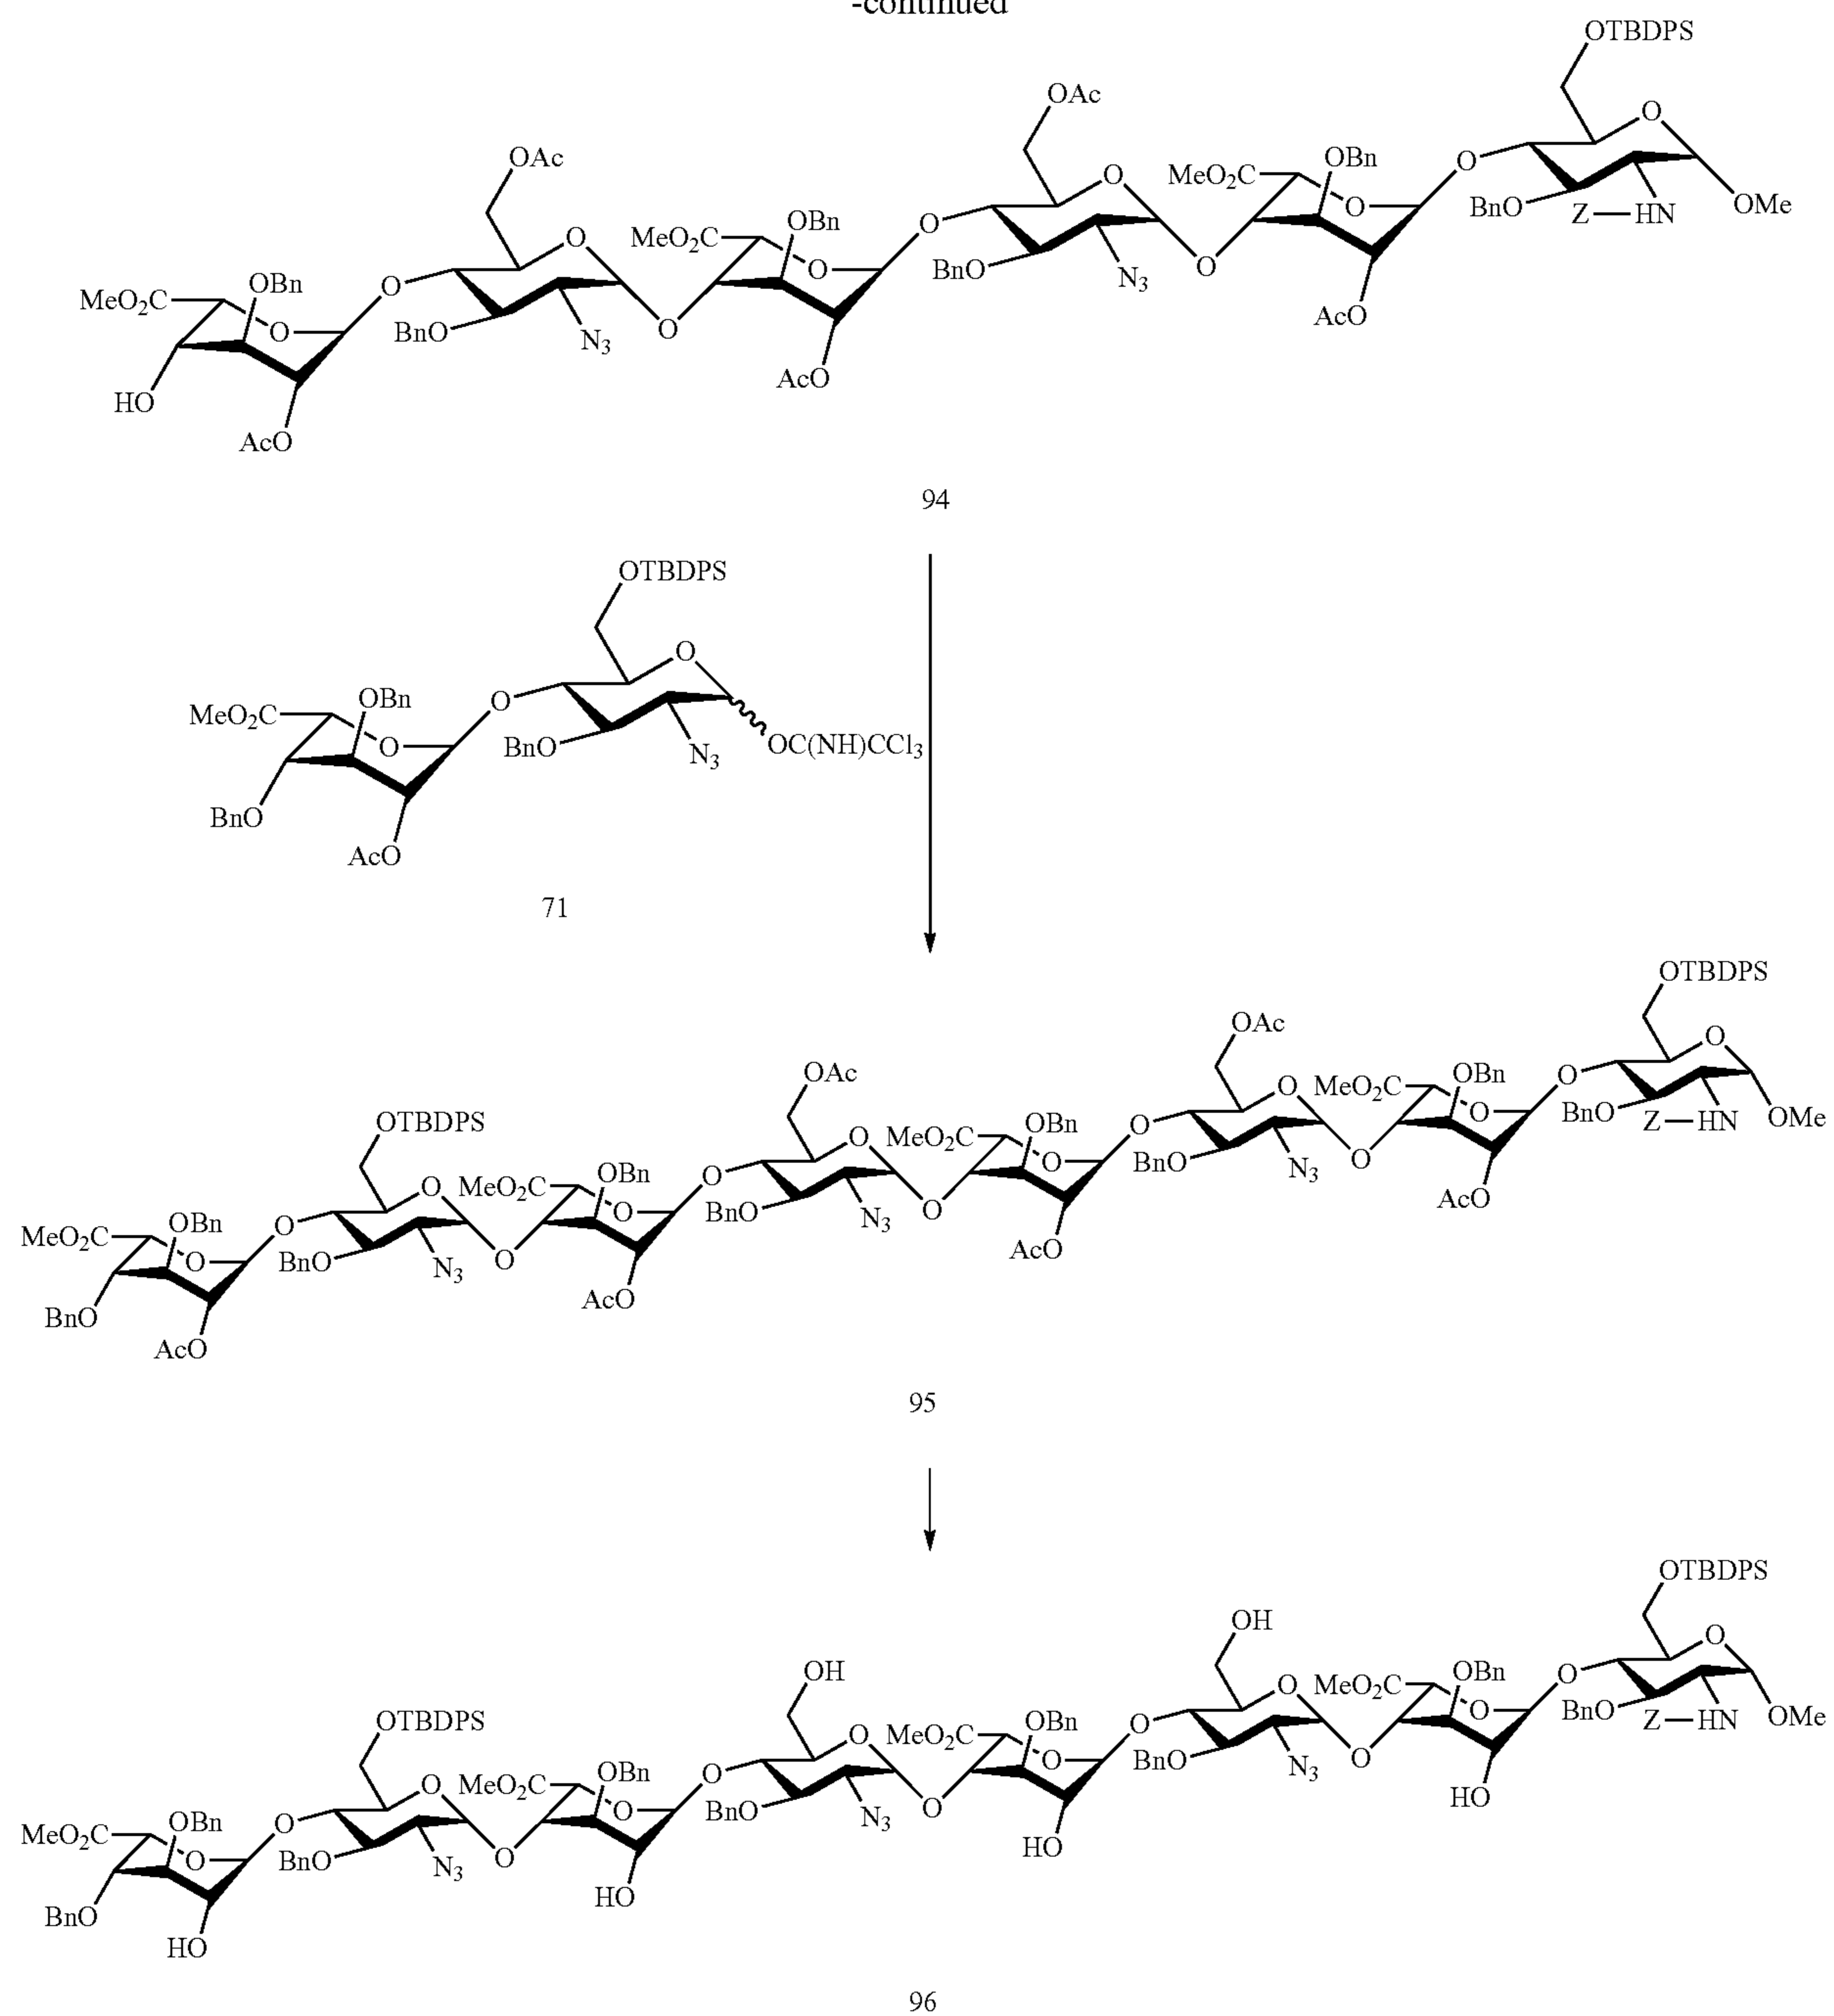 -continued
OTBDPS
OAc
O
OAc
OBn
O
MeO₂C
O
O
BnO
Z—HN
OMe
O
OBn
O
MeO₂C
O
BnO
N₃
O
AcO
OBn
O
MeO₂C
O
BnO
N₃
O
AcO
HO
AcO
94
OTBDPS
O
OBn
O
MeO₂C
O
BnO
N₃
OC(NH)CCl₃
BnO
AcO
71
OTBDPS
OAc
O
OAc
O
MeO₂C
OBn
O
O
BnO
Z—HN
OMe
OTBDPS
O
MeO₂C
OBn
O
O
BnO
N₃
O
AcO
O
MeO₂C
OBn
O
O
BnO
N₃
O
AcO
MeO₂C
OBn
O
O
BnO
N₃
O
AcO
BnO
AcO
95
OTBDPS
OH
O
OH
O
MeO₂C
OBn
O
O
BnO
Z—HN
OMe
OTBDPS
O
MeO₂C
OBn
O
O
BnO
N₃
O
HO
O
MeO₂C
OBn
O
O
BnO
N₃
O
HO
MeO₂C
OBn
O
O
BnO
N₃
O
HO
BnO
HO
96